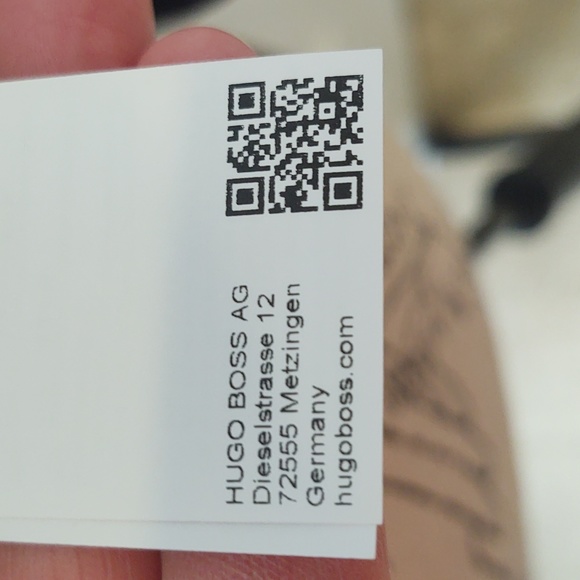 HUGO BOSS AG
Dieselstrasse 12
72555 Metzingen
Germany
hugoboss.com